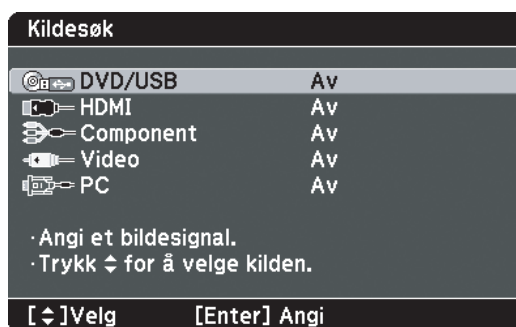 Kildesøk
DVD/USB Av
HDMI Av
Component Av
Video Av
PC Av
·Angi et bildesignal.
·Trykk ⬍ for å velge kilden.
[⬍]Velg [Enter] Angi